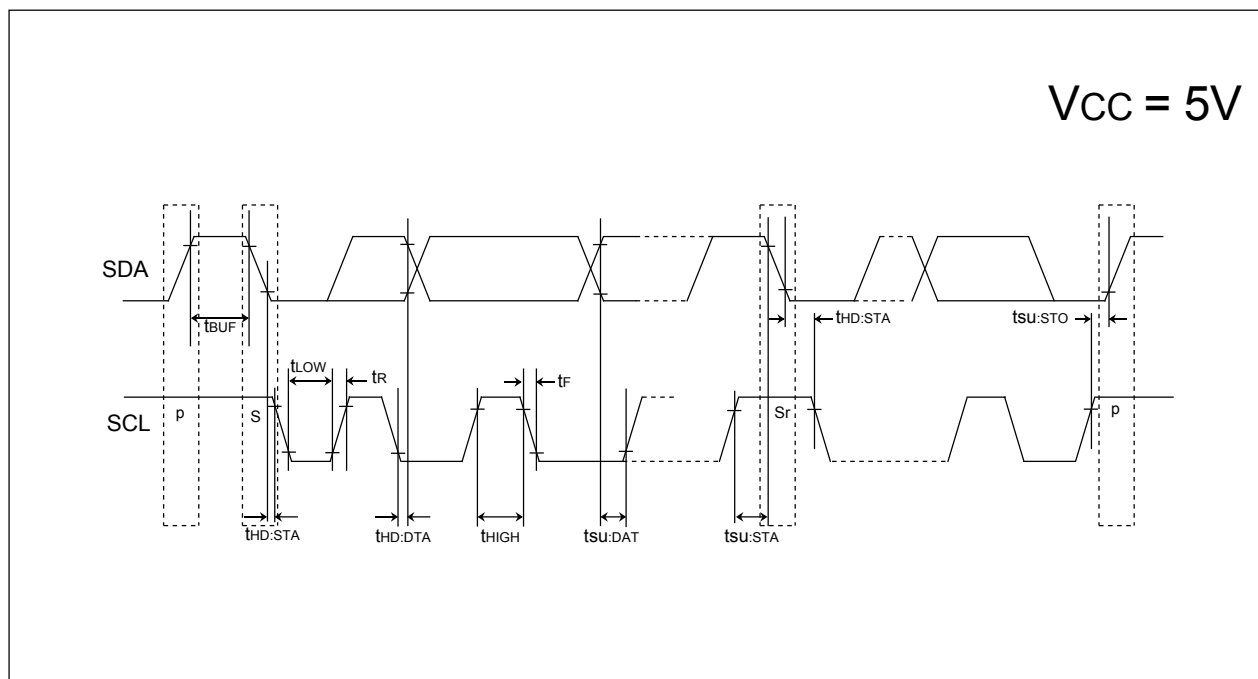 VCC = 5V
SDA
tBUF
tHD:STA
tsu:STO
tLOW
tR
tF
SCL
p
S
Sr
p
tHD:STA
tHD:DTA
tHIGH
tsu:DAT
tsu:STA